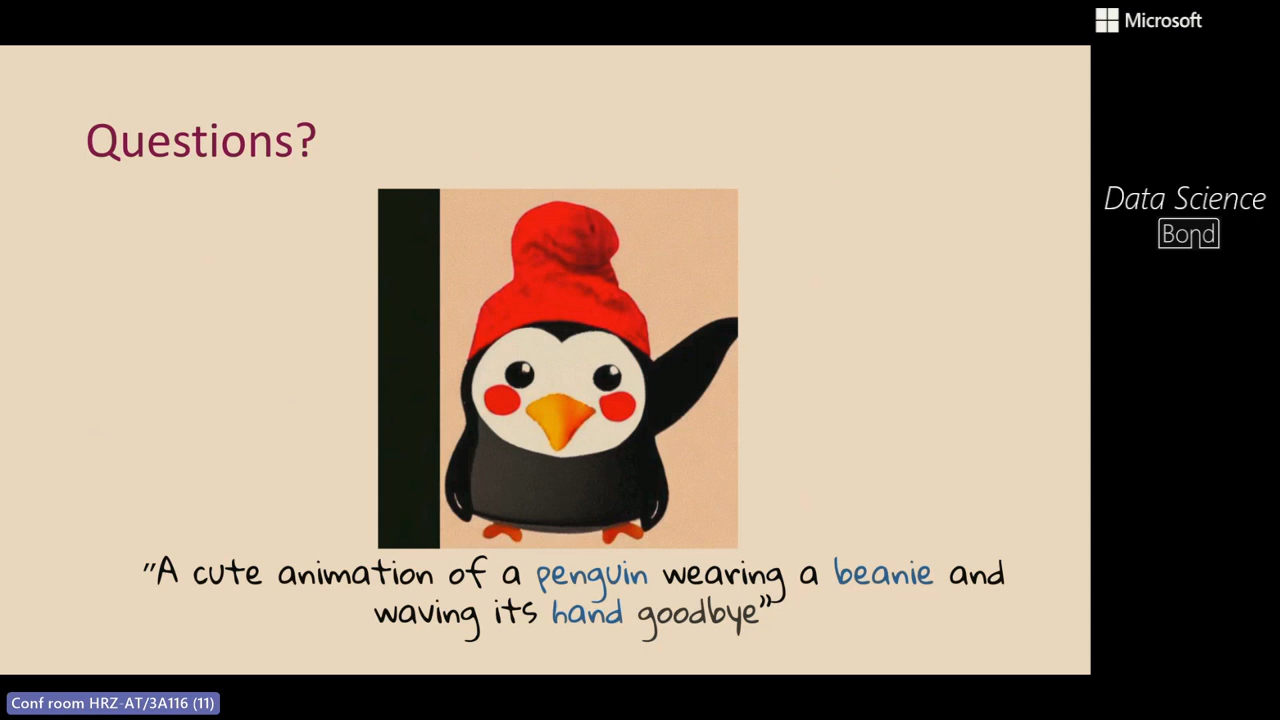 Microsoft
Questions?
Data Science
Bond
"A cute animation of a penguin wearing a beanie and
waving its hand goodbye"
Conf room HRZ-AT/3A116 (11)